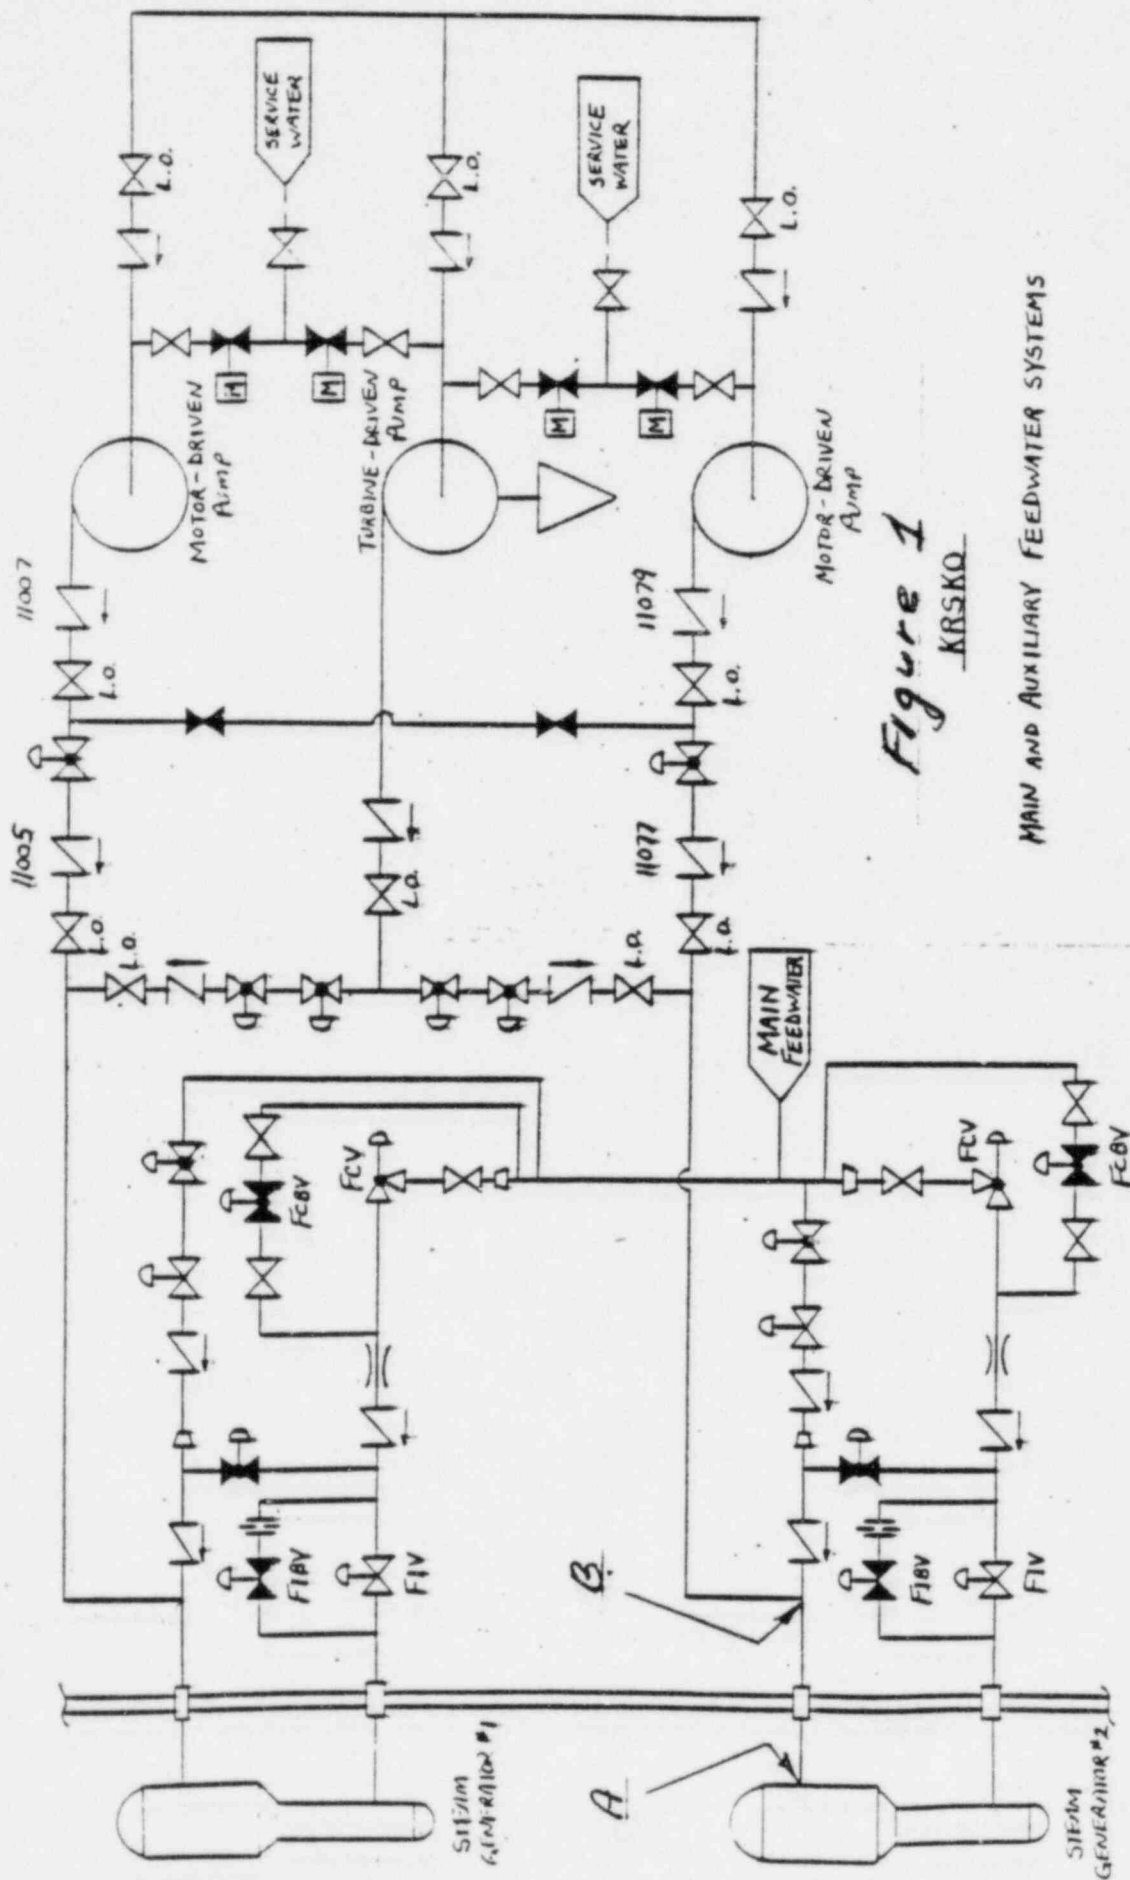 SERVICE
WATER
L.O.
L.O.
SERVICE
WATER
L.O.
M
M
M
M
MOTOR-DRIVEN
PUMP
TURBINE-DRIVEN
PUMP
MOTOR-DRIVEN
PUMP
11007
L.O.
11079
L.O.
Figure 1
KRSKO
MAIN AND AUXILIARY FEEDWATER SYSTEMS
11005
L.O.
L.O.
L.O.
11077
L.O.
L.O.
MAIN
FEEDWATER
FCBV
FCV
FCV
FCBV
FIBV
FIV
B
FIBV
FIV
STEAM
GENERATOR #1
A
STEAM
GENERATOR #2